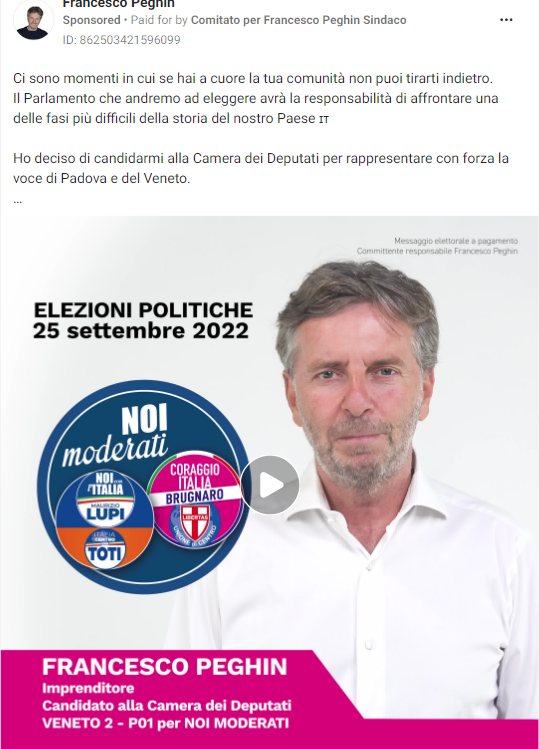 Francesco Peghin
Sponsored • Paid for by Comitato per Francesco Peghin Sindaco
ID: 862503421596099
Ci sono momenti in cui se hai a cuore la tua comunità non puoi tirarti indietro.
Il Parlamento che andremo ad eleggere avrà la responsabilità di affrontare una
delle fasi più difficili della storia del nostro Paese IT
Ho deciso di candidarmi alla Camera dei Deputati per rappresentare con forza la
voce di Padova e del Veneto.
...
Messaggio elettorale a pagamento
Committente responsabile Francesco Peghin
ELEZIONI POLITICHE
25 settembre 2022
NOI
moderati
NOI
L'ITALIA
MAURIZIO
LUPI
ITALIA
CENTRO
TOTI
CORAGGIO
ITALIA
BRUGNARO
LIBERTAS
UNIONE DI CENTRO
FRANCESCO PEGHIN
Imprenditore
Candidato alla Camera dei Deputati
VENETO 2 - P01 per NOI MODERATI